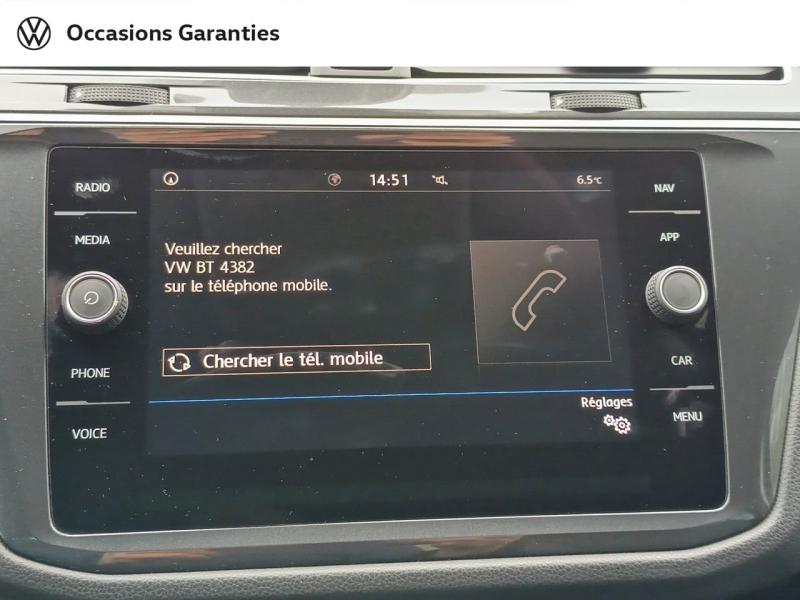 Occasions Garanties
RADIO
MEDIA
PHONE
VOICE
14:51
6.5°C
Veuillez chercher
VW BT 4382
sur le téléphone mobile.
Chercher le tél. mobile
Réglages
NAV
APP
CAR
MENU